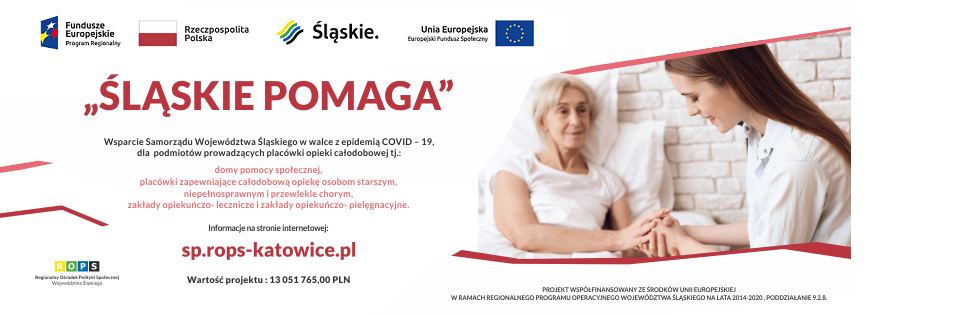 Fundusze
Europejskie
Program Regionalny
Rzeczpospolita
Polska
Śląskie.
Unia Europejska
Europejski Fundusz Społeczny
„ŚLĄSKIE POMAGA”
Wsparcie Samorządu Województwa Śląskiego w walce z epidemią COVID – 19,
dla podmiotów prowadzących placówki opieki całodobowej tj.:
domy pomocy społecznej,
placówki zapewniające całodobową opiekę osobom starszym,
niepełnosprawnym i przewlekle chorym,
zakłady opiekuńczo- lecznicze i zakłady opiekuńczo- pielęgnacyjne.
Informacje na stronie internetowej:
sp.rops-katowice.pl
Wartość projektu : 13 051 765,00 PLN
ROPS
Regionalny Ośrodek Polityki Społecznej
Województwa Śląskiego
PROJEKT WSPÓŁFINANSOWANY ZE ŚRODKÓW UNII EUROPEJSKIEJ
W RAMACH REGIONALNEGO PROGRAMU OPERACYJNEGO WOJEWÓDZTWA ŚLĄSKIEGO NA LATA 2014-2020 , PODDZIAŁANIE 9.2.8.